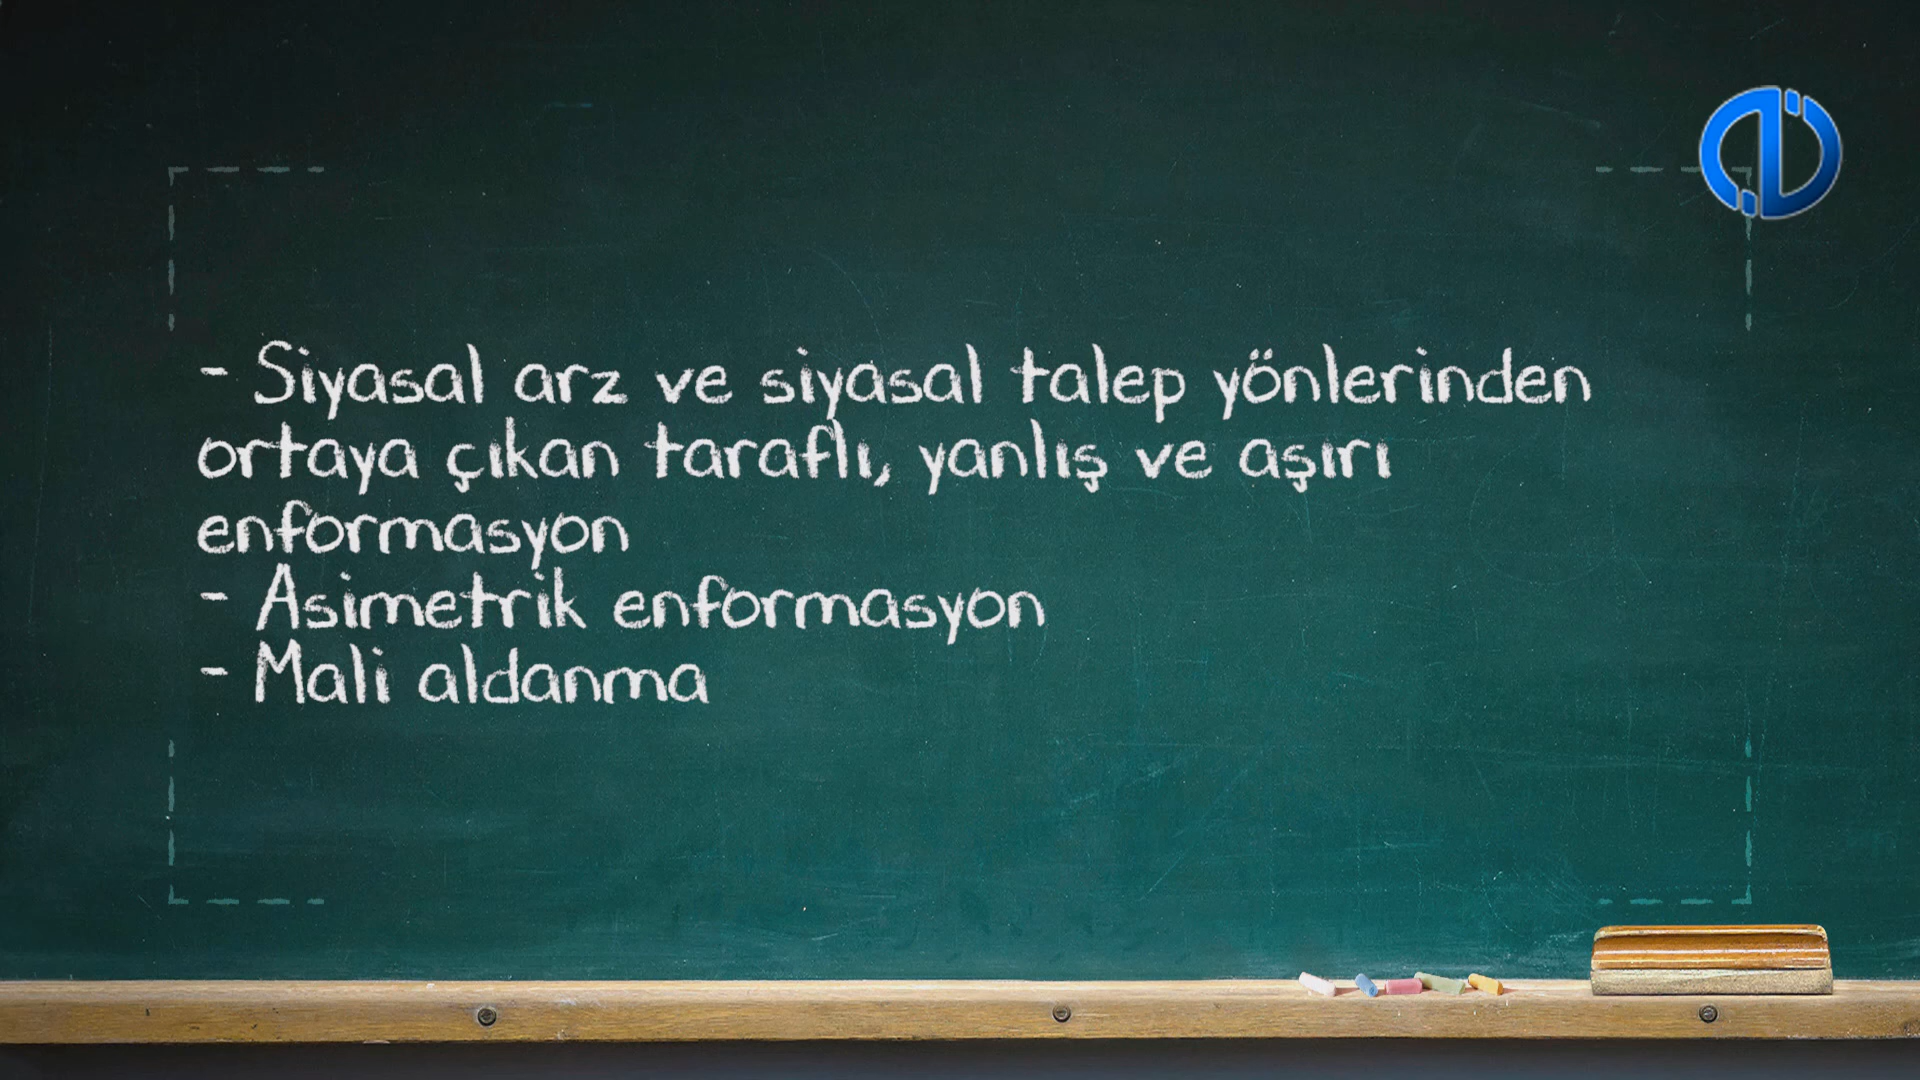 - Siyasal arz ve siyasal talep yönlerinden
ortaya çıkan taraflı, yanlış ve aşırı
enformasyon
- Asimetrik enformasyon
- Mali aldanma